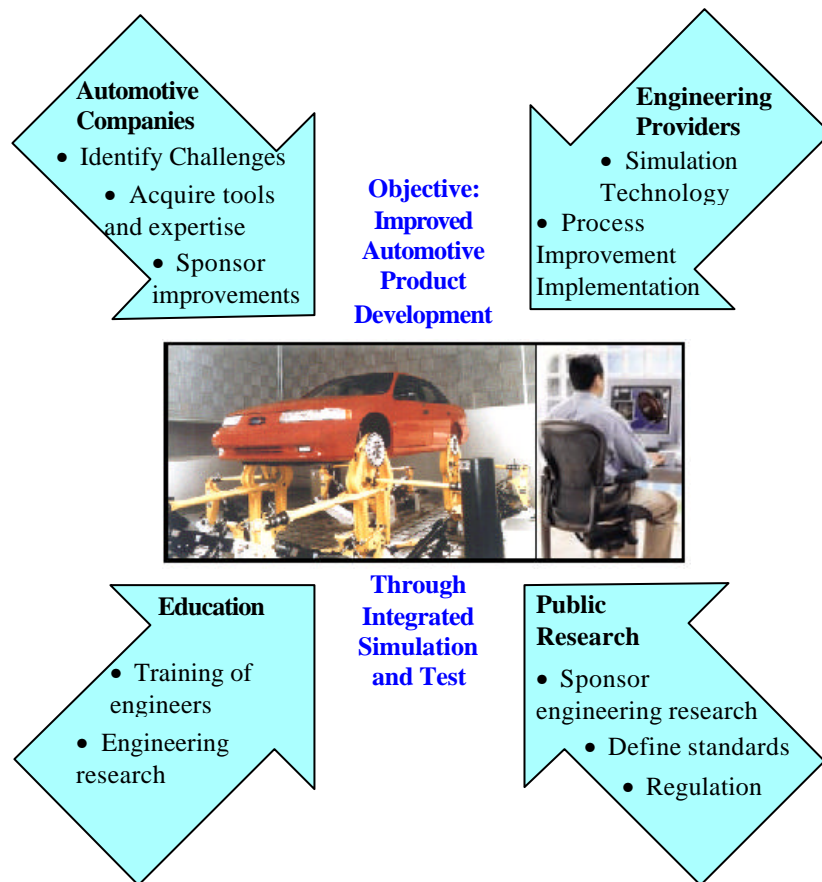 Automotive
Companies
• Identify Challenges
• Acquire tools
and expertise
• Sponsor
improvements
Objective:
Improved
Automotive
Product
Development
Engineering
Providers
• Simulation
Technology
• Process
Improvement
Implementation
Education
• Training of
engineers
• Engineering
research
Through
Integrated
Simulation
and Test
Public
Research
• Sponsor
engineering research
• Define standards
• Regulation